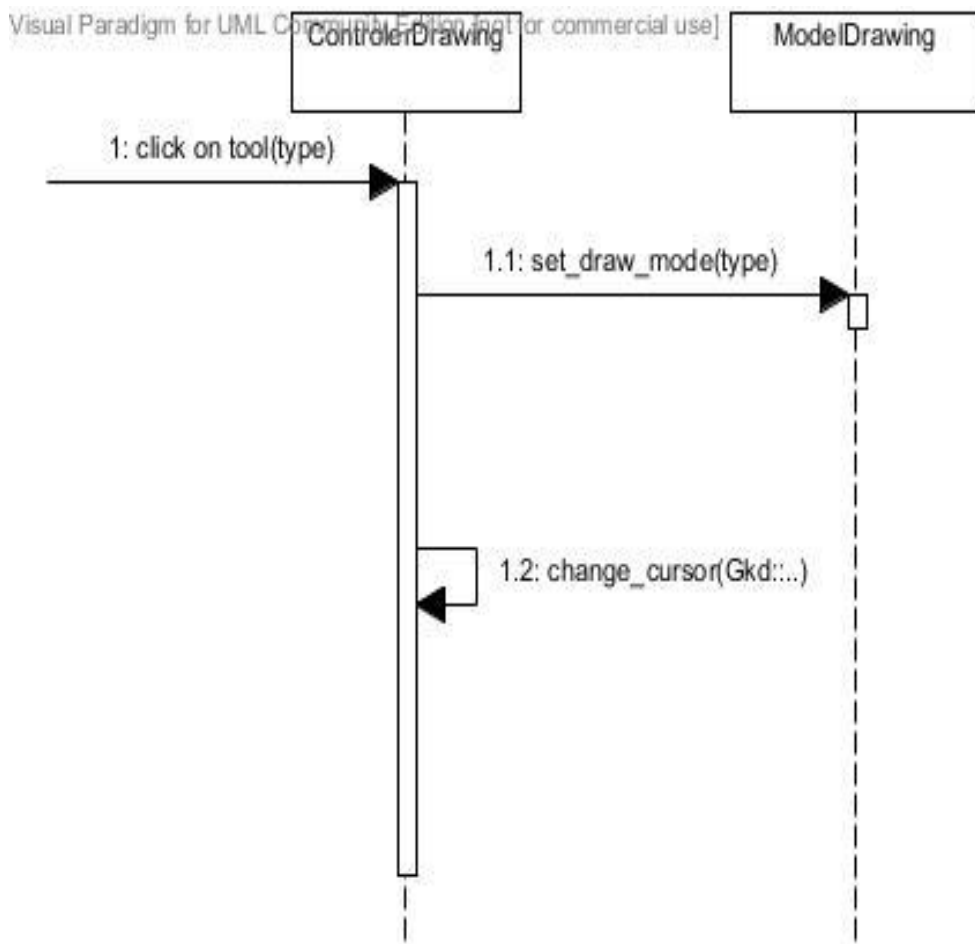 Visual Paradigm for UML Community Edition [not for commercial use]
ControlerDrawing
ModelDrawing
1: click on tool(type)
1.1: set_draw_mode(type)
1.2: change_cursor(Gkd::..)